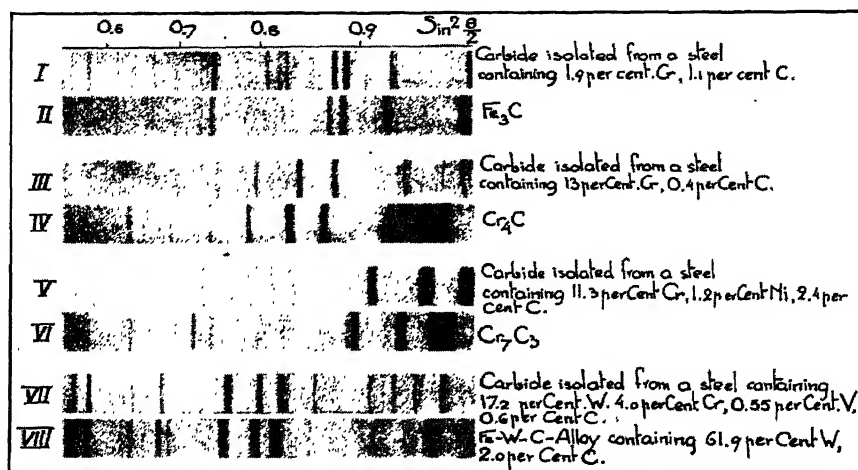 0.6 0.7 0.8 0.9 Sin² θ/2
I Carbide isolated from a steel
containing 1.9 per cent. Cr, 1.1 per cent C.
II Fe₃C
III Carbide isolated from a steel
containing 13 per Cent. Cr, 0.4 per Cent C.
IV Cr₄C
V Carbide isolated from a steel
containing 11.3 per Cent Cr, 1.2 per Cent Ni, 2.4 per
cent C.
VI Cr₇C₃
VII Carbide isolated from a steel containing
17.2 per Cent. W. 4.0 per Cent Cr, 0.55 per Cent. V,
0.6 per Cent C.
VIII Fe-W-C-Alloy containing 61.9 per Cent W,
2.0 per Cent C.